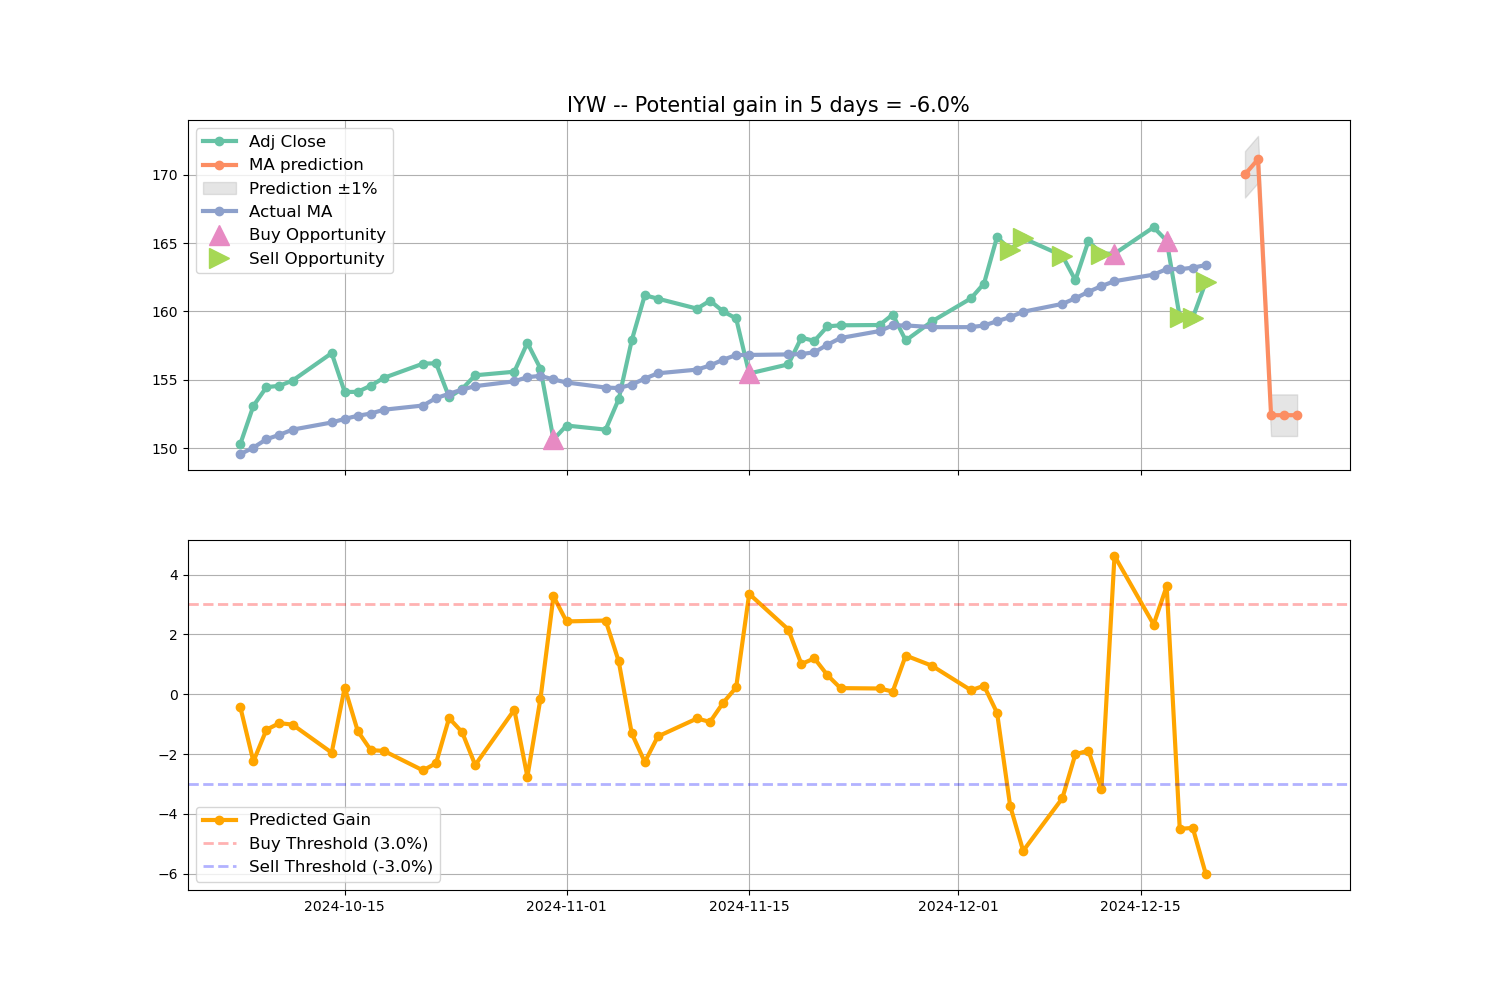 IYW -- Potential gain in 5 days = -6.0%
Adj Close
MA prediction
Prediction ±1%
Actual MA
Buy Opportunity
Sell Opportunity
170
165
160
155
150
4
2
0
−2
−4
−6
Predicted Gain
Buy Threshold (3.0%)
Sell Threshold (-3.0%)
2024-10-15 2024-11-01 2024-11-15 2024-12-01 2024-12-15